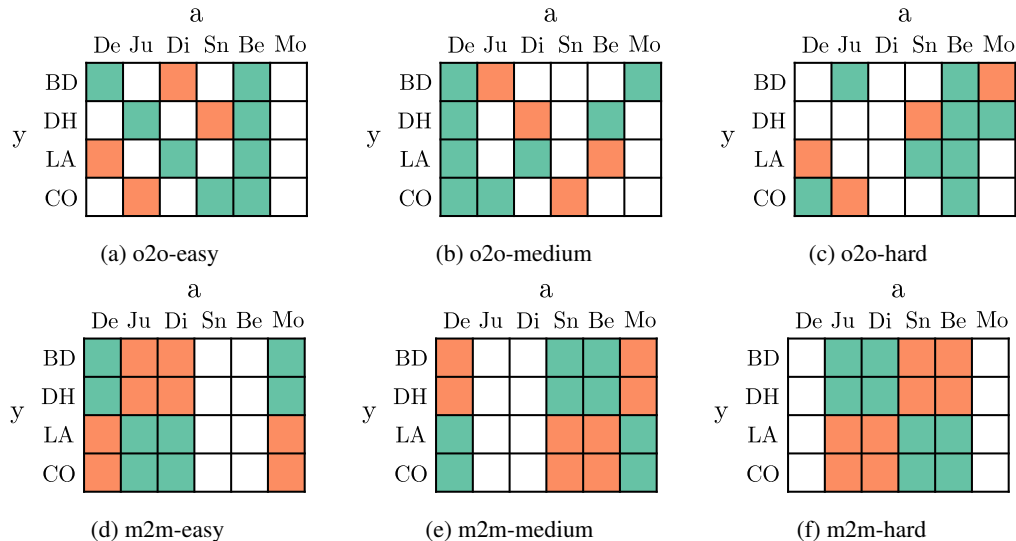 a a a
De Ju Di Sn Be Mo De Ju Di Sn Be Mo De Ju Di Sn Be Mo
BD BD BD
DH DH DH
y y y
LA LA LA
CO CO CO
(a) o2o-easy (b) o2o-medium (c) o2o-hard
a a a
De Ju Di Sn Be Mo De Ju Di Sn Be Mo De Ju Di Sn Be Mo
BD BD BD
DH DH DH
y y y
LA LA LA
CO CO CO
(d) m2m-easy (e) m2m-medium (f) m2m-hard